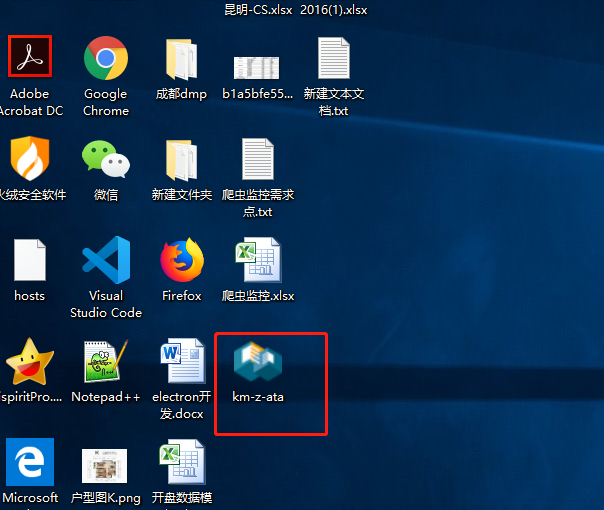 昆明-CS.xlsx 2016(1).xlsx
Adobe
Acrobat DC
Google
Chrome
成都dmp
b1a5bfe55...
新建文本文
档.txt
火绒安全软件
微信
新建文件夹
爬虫监控需求
点.txt
hosts
Visual
Studio Code
Firefox
爬虫监控.xlsx
spiritPro....
Notepad++
electron开
发.docx
km-z-ata
Microsoft
户型图K.png
开盘数据模